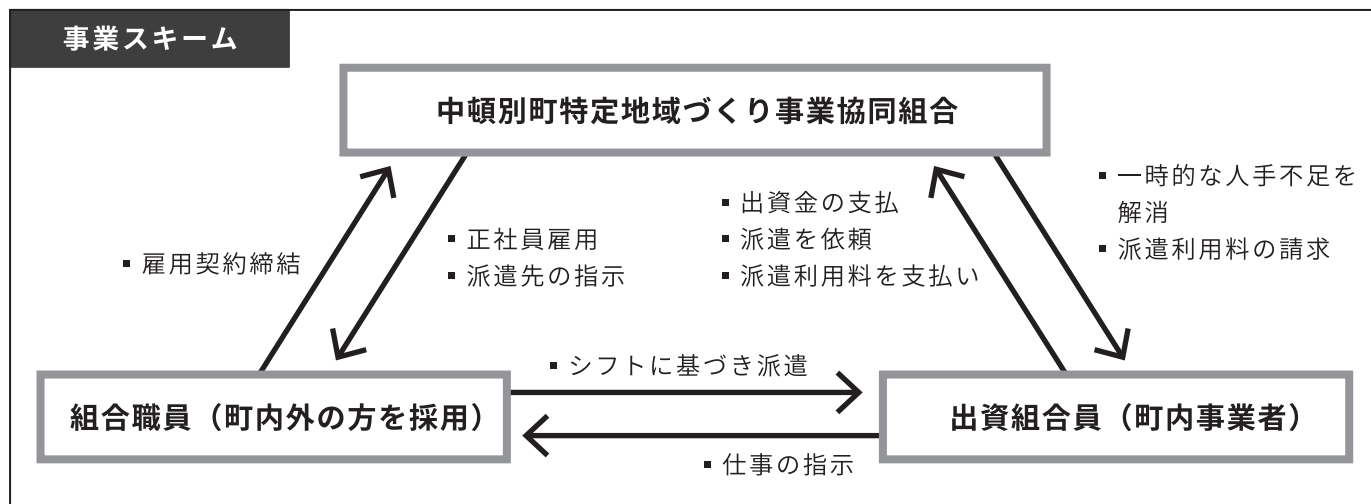 事業スキーム
中頓別町特定地域づくり事業協同組合
▪ 雇用契約締結
▪ 正社員雇用
▪ 派遣先の指示
▪ 出資金の支払
▪ 派遣を依頼
▪ 派遣利用料を支払い
▪ 一時的な人手不足を
解消
▪ 派遣利用料の請求
▪ シフトに基づき派遣
組合職員（町内外の方を採用）
出資組合員（町内事業者）
▪ 仕事の指示